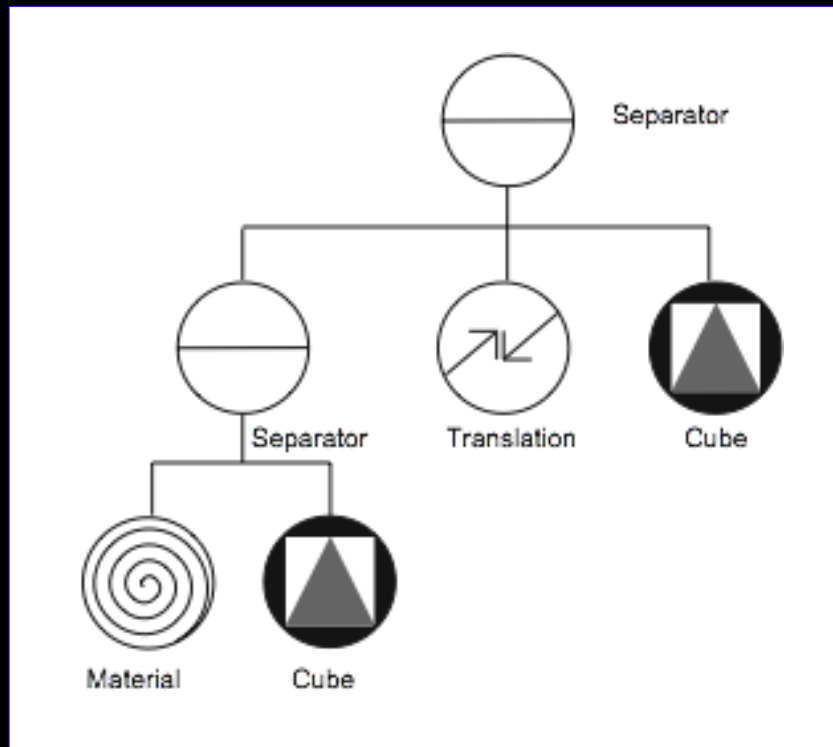 Separator
Separator
Translation
Cube
Material
Cube